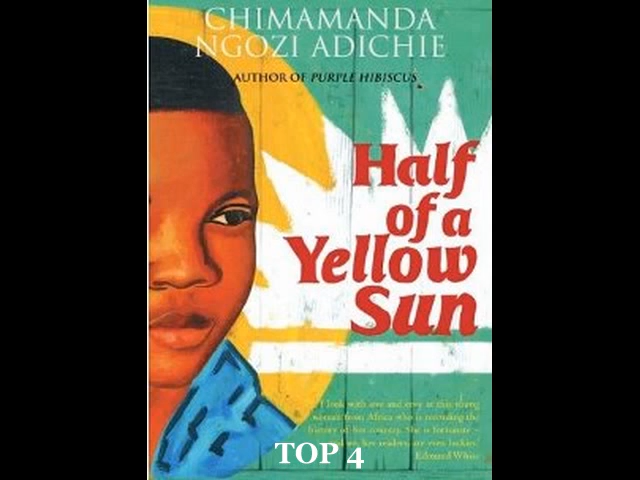 CHIMAMANDA
NGOZI ADICHIE
AUTHOR OF PURPLE HIBISCUS
Half
of a
Yellow
Sun
I look with awe and envy at this young
woman from Africa who is recording the
history of her country. She is fortunate –
and we, her readers, are even luckier.
Edmund White
TOP 4